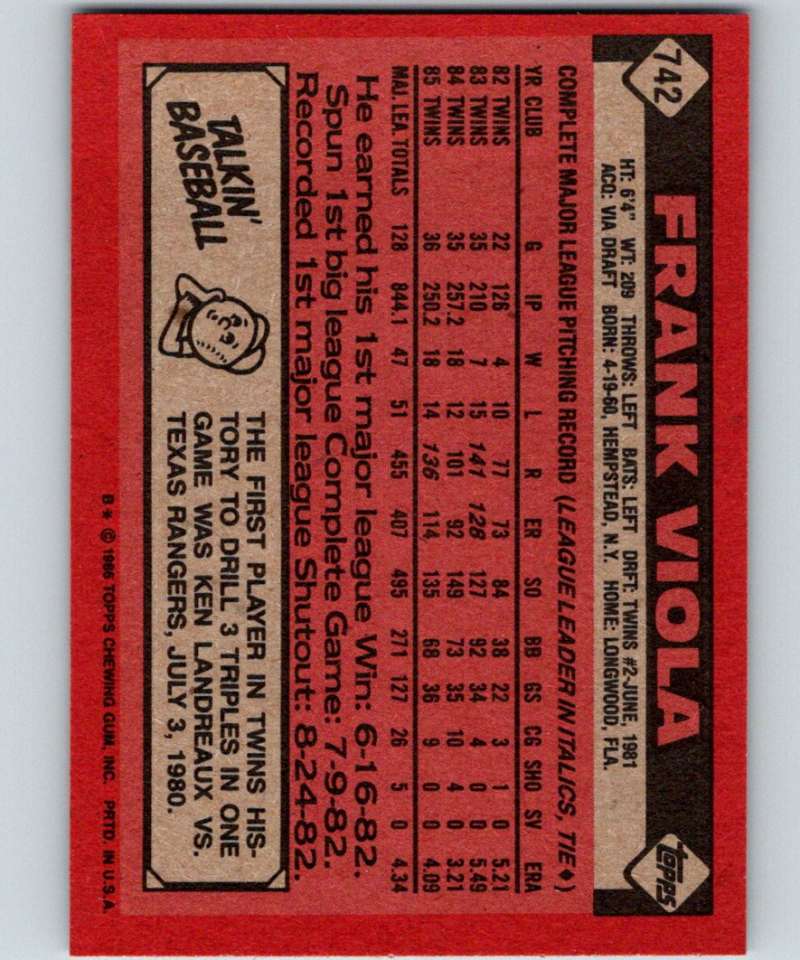 742
FRANK VIOLA
TOPPS
HT: 6'4" WT: 209 THROWS: LEFT BATS: LEFT DRFT: TWINS #2-JUNE, 1981
ACQ: VIA DRAFT BORN: 4-19-60, HEMPSTEAD, N.Y. HOME: LONGWOOD, FLA.
COMPLETE MAJOR LEAGUE PITCHING RECORD (LEAGUE LEADER IN ITALICS, TIE♦)
YR CLUB G IP W L R ER SO BB GS CG SHO SV ERA
82 TWINS 22 126 4 10 77 73 84 38 22 3 1 0 5.21
83 TWINS 35 210 7 15 141 128 127 92 34 4 0 0 5.49
84 TWINS 35 257.2 18 12 101 92 149 73 35 10 4 0 3.21
85 TWINS 36 250.2 18 14 136 114 135 68 36 9 0 0 4.09
MAJ. LEA. TOTALS 128 844.1 47 51 455 407 495 271 127 26 5 0 4.34
He earned his 1st major league Win: 6-16-82.
Spun 1st big league Complete Game: 7-9-82.
Recorded 1st major league Shutout: 8-24-82.
TALKIN'
BASEBALL
THE FIRST PLAYER IN TWINS HIS-
TORY TO DRILL 3 TRIPLES IN ONE
GAME WAS KEN LANDREAUX VS.
TEXAS RANGERS, JULY 3, 1980.
B* © 1986 TOPPS CHEWING GUM, INC. PRTD. IN U.S.A.